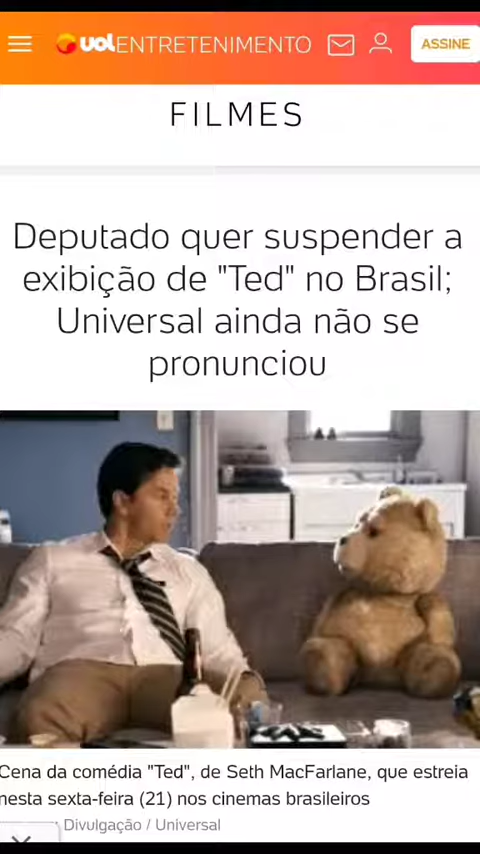 uol ENTRETENIMENTO
ASSINE
FILMES
Deputado quer suspender a
exibição de "Ted" no Brasil;
Universal ainda não se
pronunciou
Cena da comédia "Ted", de Seth MacFarlane, que estreia
nesta sexta-feira (21) nos cinemas brasileiros
Divulgação / Universal